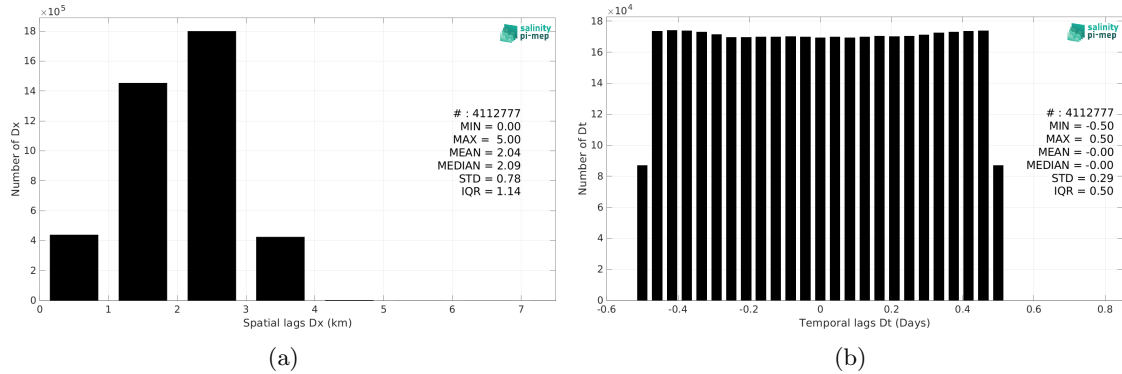 ×10^5
18
16
14
12
10
8
6
4
2
0
Number of Dx
0 1 2 3 4 5 6 7
Spatial lags Dx (km)
salinity
pi-mep
# : 4112777
MIN = 0.00
MAX = 5.00
MEAN = 2.04
MEDIAN = 2.09
STD = 0.78
IQR = 1.14
(a)
×10^4
18
16
14
12
10
8
6
4
2
0
Number of Dt
-0.6 -0.4 -0.2 0 0.2 0.4 0.6 0.8
Temporal lags Dt (Days)
salinity
pi-mep
# : 4112777
MIN = -0.50
MAX = 0.50
MEAN = -0.00
MEDIAN = -0.00
STD = 0.29
IQR = 0.50
(b)